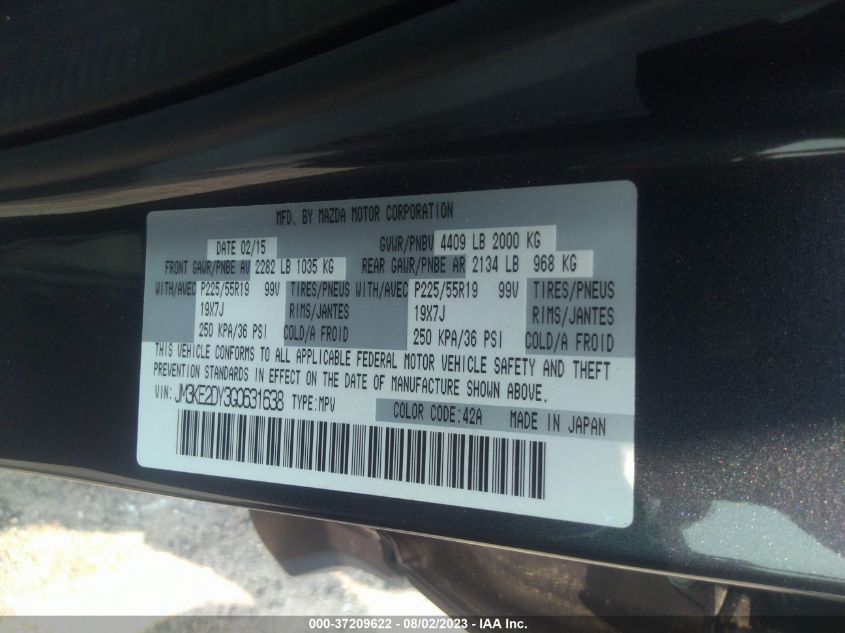 MFD. BY MAZDA MOTOR CORPORATION
DATE 02/15 GVWR/PNBV 4409 LB 2000 KG
FRONT GAWR/PNBE AV 2282 LB 1035 KG REAR GAWR/PNBE AR 2134 LB 968 KG
WITH/AVEC P225/55R19 99V TIRES/PNEUS WITH/AVEC P225/55R19 99V TIRES/PNEUS
19X7J RIMS/JANTES 19X7J RIMS/JANTES
250 KPA/36 PSI COLD/A FROID 250 KPA/36 PSI COLD/A FROID
THIS VEHICLE CONFORMS TO ALL APPLICABLE FEDERAL MOTOR VEHICLE SAFETY AND THEFT
PREVENTION STANDARDS IN EFFECT ON THE DATE OF MANUFACTURE SHOWN ABOVE.
VIN: JM3KE2DY3G0631638 TYPE:MPV COLOR CODE:42A MADE IN JAPAN
000-37209622 - 08/02/2023 - IAA Inc.